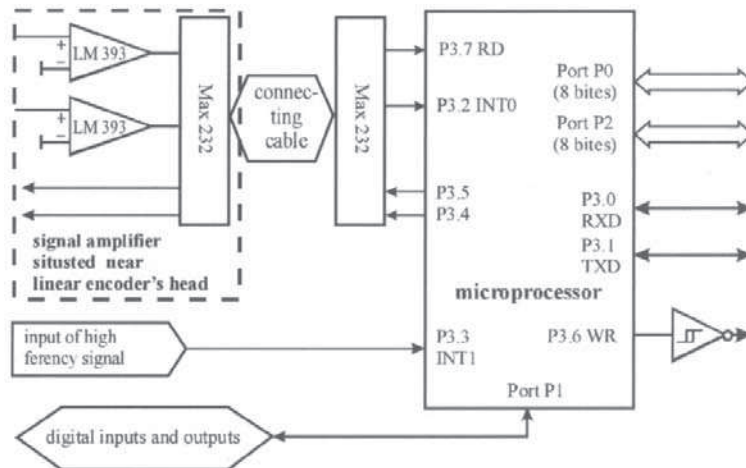 +
LM 393
−
+
LM 393
−
Max 232
signal amplifier
situsted near
linear encoder's head
connec-
ting
cable
Max 232
P3.7 RD
P3.2 INT0
P3.5
P3.4
Port P0
(8 bites)
Port P2
(8 bites)
P3.0
RXD
P3.1
TXD
microprocessor
P3.3
INT1
P3.6 WR
Port P1
input of high
ferency signal
digital inputs and outputs